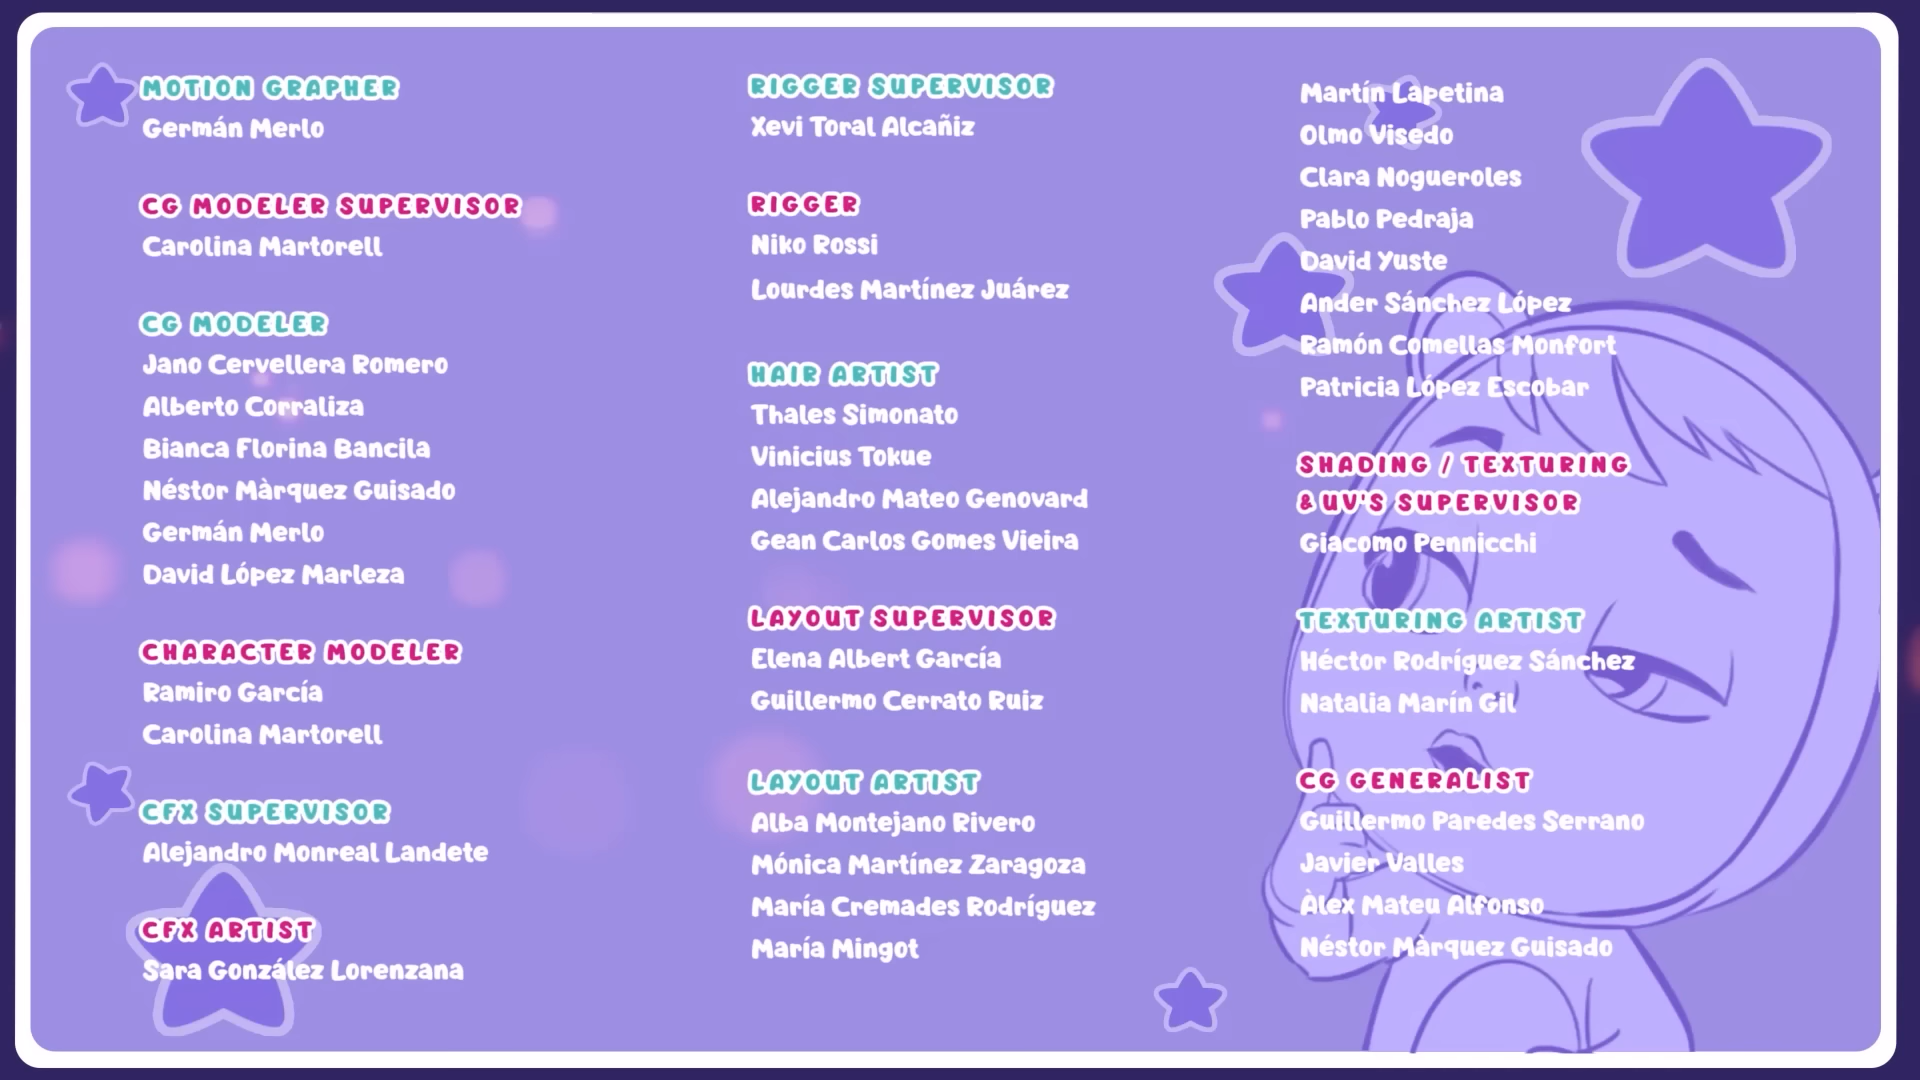 MOTION GRAPHER
Germán Merlo
CG MODELER SUPERVISOR
Carolina Martorell
CG MODELER
Jano Cervellera Romero
Alberto Corraliza
Bianca Florina Bancila
Néstor Màrquez Guisado
Germán Merlo
David López Marleza
CHARACTER MODELER
Ramiro García
Carolina Martorell
CFX SUPERVISOR
Alejandro Monreal Landete
CFX ARTIST
Sara González Lorenzana
RIGGER SUPERVISOR
Xevi Toral Alcañiz
RIGGER
Niko Rossi
Lourdes Martínez Juárez
HAIR ARTIST
Thales Simonato
Vinicius Tokue
Alejandro Mateo Genovard
Gean Carlos Gomes Vieira
LAYOUT SUPERVISOR
Elena Albert García
Guillermo Cerrato Ruiz
LAYOUT ARTIST
Alba Montejano Rivero
Mónica Martínez Zaragoza
María Cremades Rodríguez
María Mingot
Martín Lapetina
Olmo Visedo
Clara Nogueroles
Pablo Pedraja
David Yuste
Ander Sánchez López
Ramón Comellas Monfort
Patricia López Escobar
SHADING / TEXTURING
& UV'S SUPERVISOR
Giacomo Pennicchi
TEXTURING ARTIST
Héctor Rodríguez Sánchez
Natalia Marín Gil
CG GENERALIST
Guillermo Paredes Serrano
Javier Valles
Àlex Mateu Alfonso
Néstor Màrquez Guisado